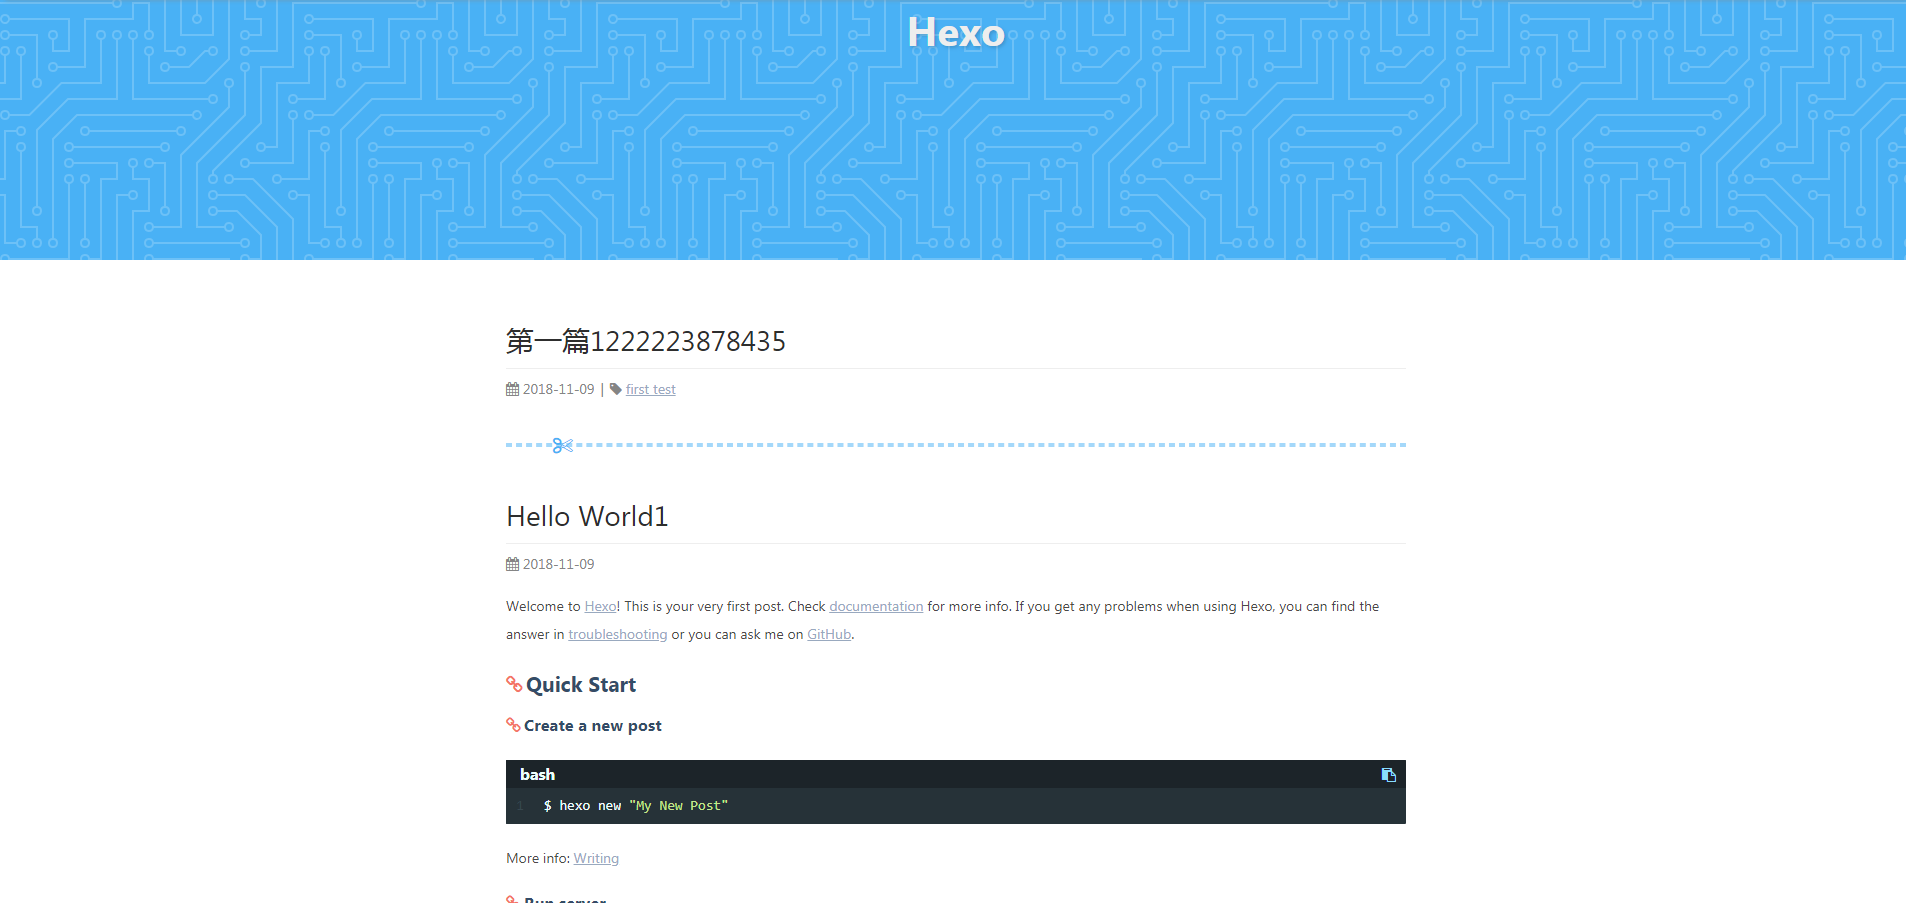 Hexo
第一篇1222223878435
2018-11-09 | first test
Hello World1
2018-11-09
Welcome to Hexo! This is your very first post. Check documentation for more info. If you get any problems when using Hexo, you can find the
answer in troubleshooting or you can ask me on GitHub.
Quick Start
Create a new post
bash
1 $ hexo new "My New Post"
More info: Writing
Run server